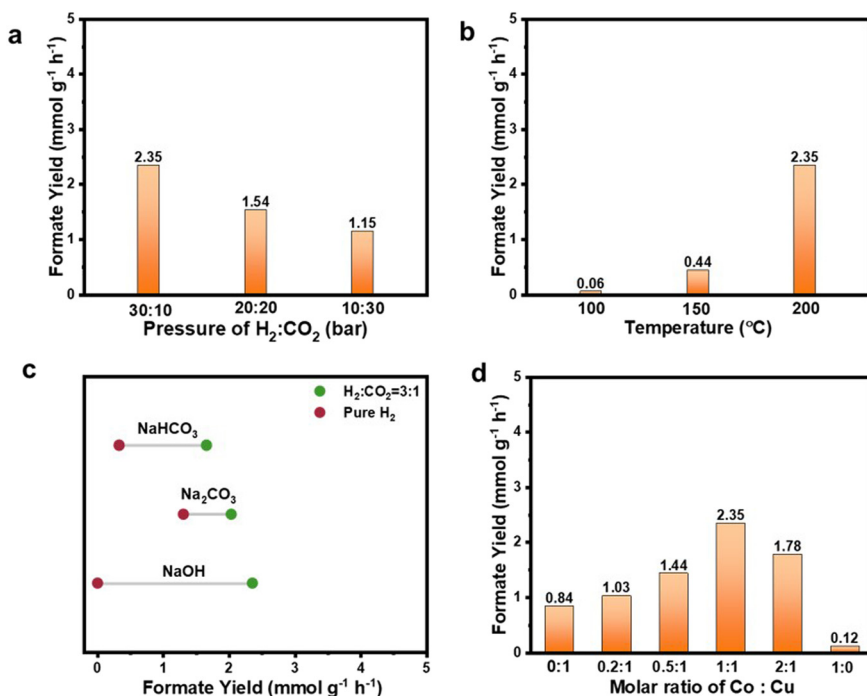 a
Formate Yield (mmol g⁻¹ h⁻¹)
5
4
3
2
1
0
2.35
1.54
1.15
30:10 20:20 10:30
Pressure of H₂:CO₂ (bar)
b
Formate Yield (mmol g⁻¹ h⁻¹)
5
4
3
2
1
0
0.06
0.44
2.35
100 150 200
Temperature (°C)
c
H₂:CO₂=3:1
Pure H₂
NaHCO₃
Na₂CO₃
NaOH
0 1 2 3 4 5
Formate Yield (mmol g⁻¹ h⁻¹)
d
Formate Yield (mmol g⁻¹ h⁻¹)
5
4
3
2
1
0
0.84
1.03
1.44
2.35
1.78
0.12
0:1 0.2:1 0.5:1 1:1 2:1 1:0
Molar ratio of Co : Cu